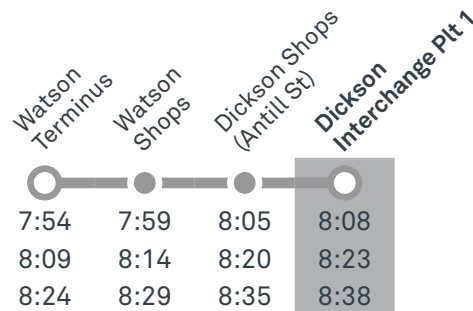 Watson
Terminus
Watson
Shops
Dickson Shops
(Antill St)
Dickson
Interchange Plt 1
7:54 7:59 8:05 8:08
8:09 8:14 8:20 8:23
8:24 8:29 8:35 8:38